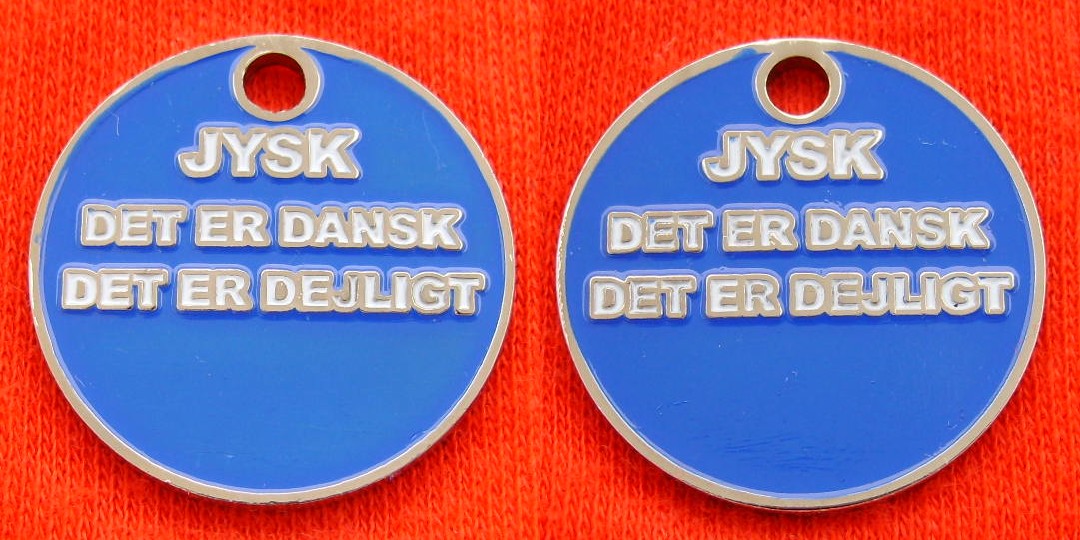 JYSK
DET ER DANSK
DET ER DEJLIGT
JYSK
DET ER DANSK
DET ER DEJLIGT